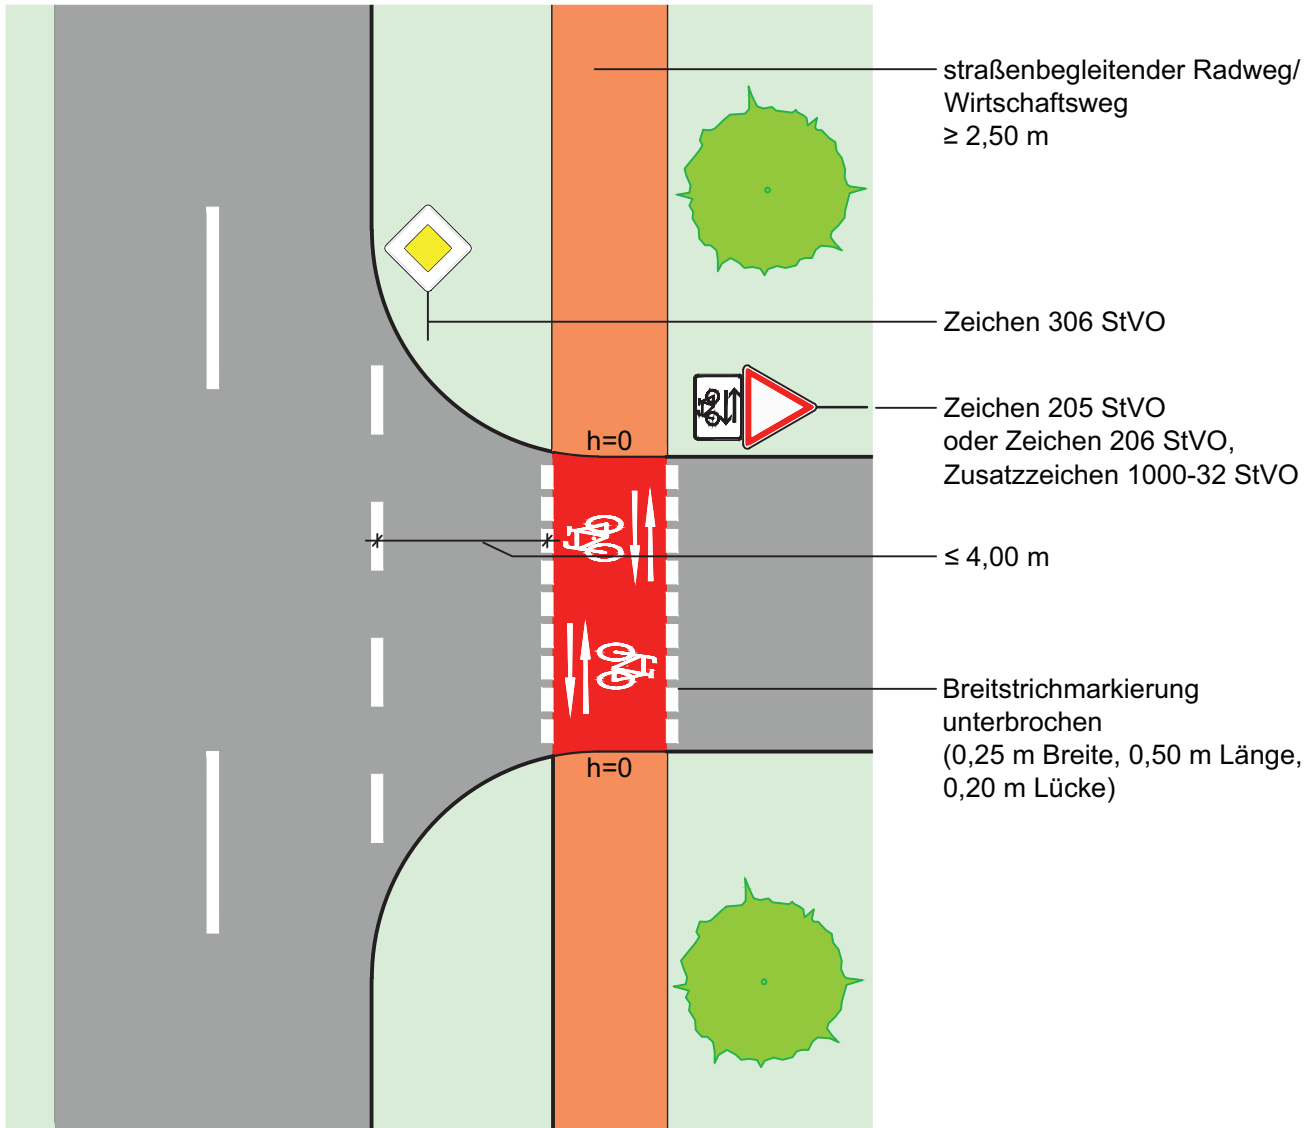 straßenbegleitender Radweg/
Wirtschaftsweg
≥ 2,50 m
Zeichen 306 StVO
Zeichen 205 StVO
oder Zeichen 206 StVO,
Zusatzzeichen 1000-32 StVO
h=0
≤ 4,00 m
Breitstrichmarkierung
unterbrochen
(0,25 m Breite, 0,50 m Länge,
0,20 m Lücke)
h=0